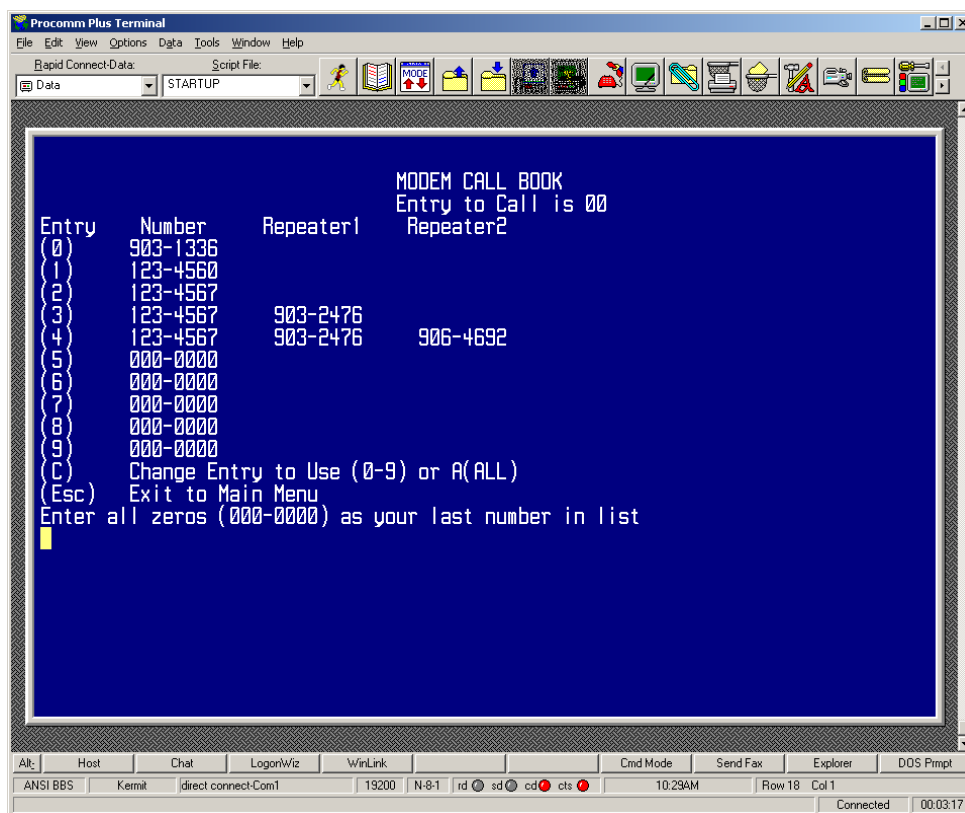 Procomm Plus Terminal
File Edit View Options Data Tools Window Help
Rapid Connect-Data: Script File:
Data STARTUP
MODE
MODEM CALL BOOK
Entry to Call is 00
Entry Number Repeater1 Repeater2
(0) 903-1336
(1) 123-4560
(2) 123-4567
(3) 123-4567 903-2476
(4) 123-4567 903-2476 906-4692
(5) 000-0000
(6) 000-0000
(7) 000-0000
(8) 000-0000
(9) 000-0000
(C) Change Entry to Use (0-9) or A(ALL)
(Esc) Exit to Main Menu
Enter all zeros (000-0000) as your last number in list
Alt- Host Chat LogonWiz WinLink Cmd Mode Send Fax Explorer DOS Prmpt
ANSI BBS Kermit direct connect-Com1 19200 N-8-1 rd sd cd cts 10:29AM Row 18 Col 1
Connected 00:03:17